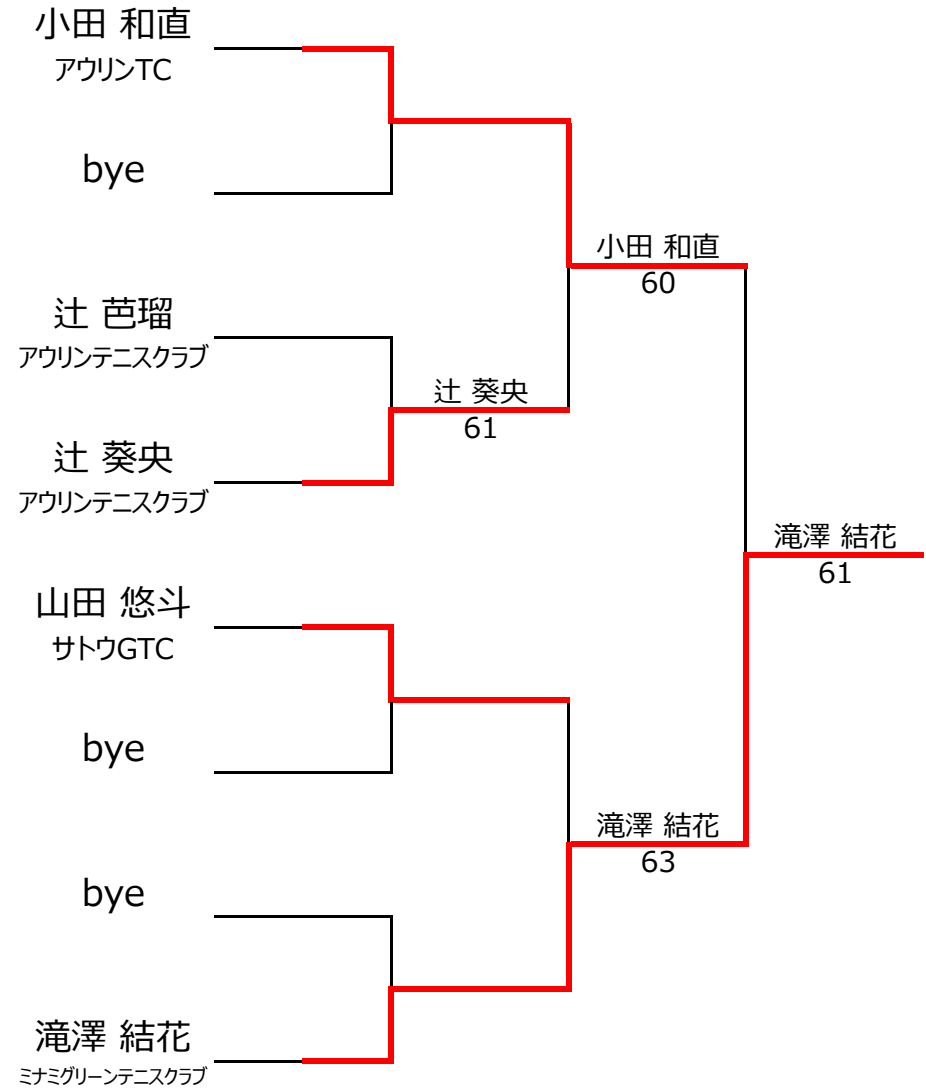 小田 和直
アウリンTC
bye
小田 和直
60
辻 芭瑠
アウリンテニスクラブ
辻 葵央
61
辻 葵央
アウリンテニスクラブ
滝澤 結花
61
山田 悠斗
サトウGTC
bye
滝澤 結花
63
bye
滝澤 結花
ミナミグリーンテニスクラブ